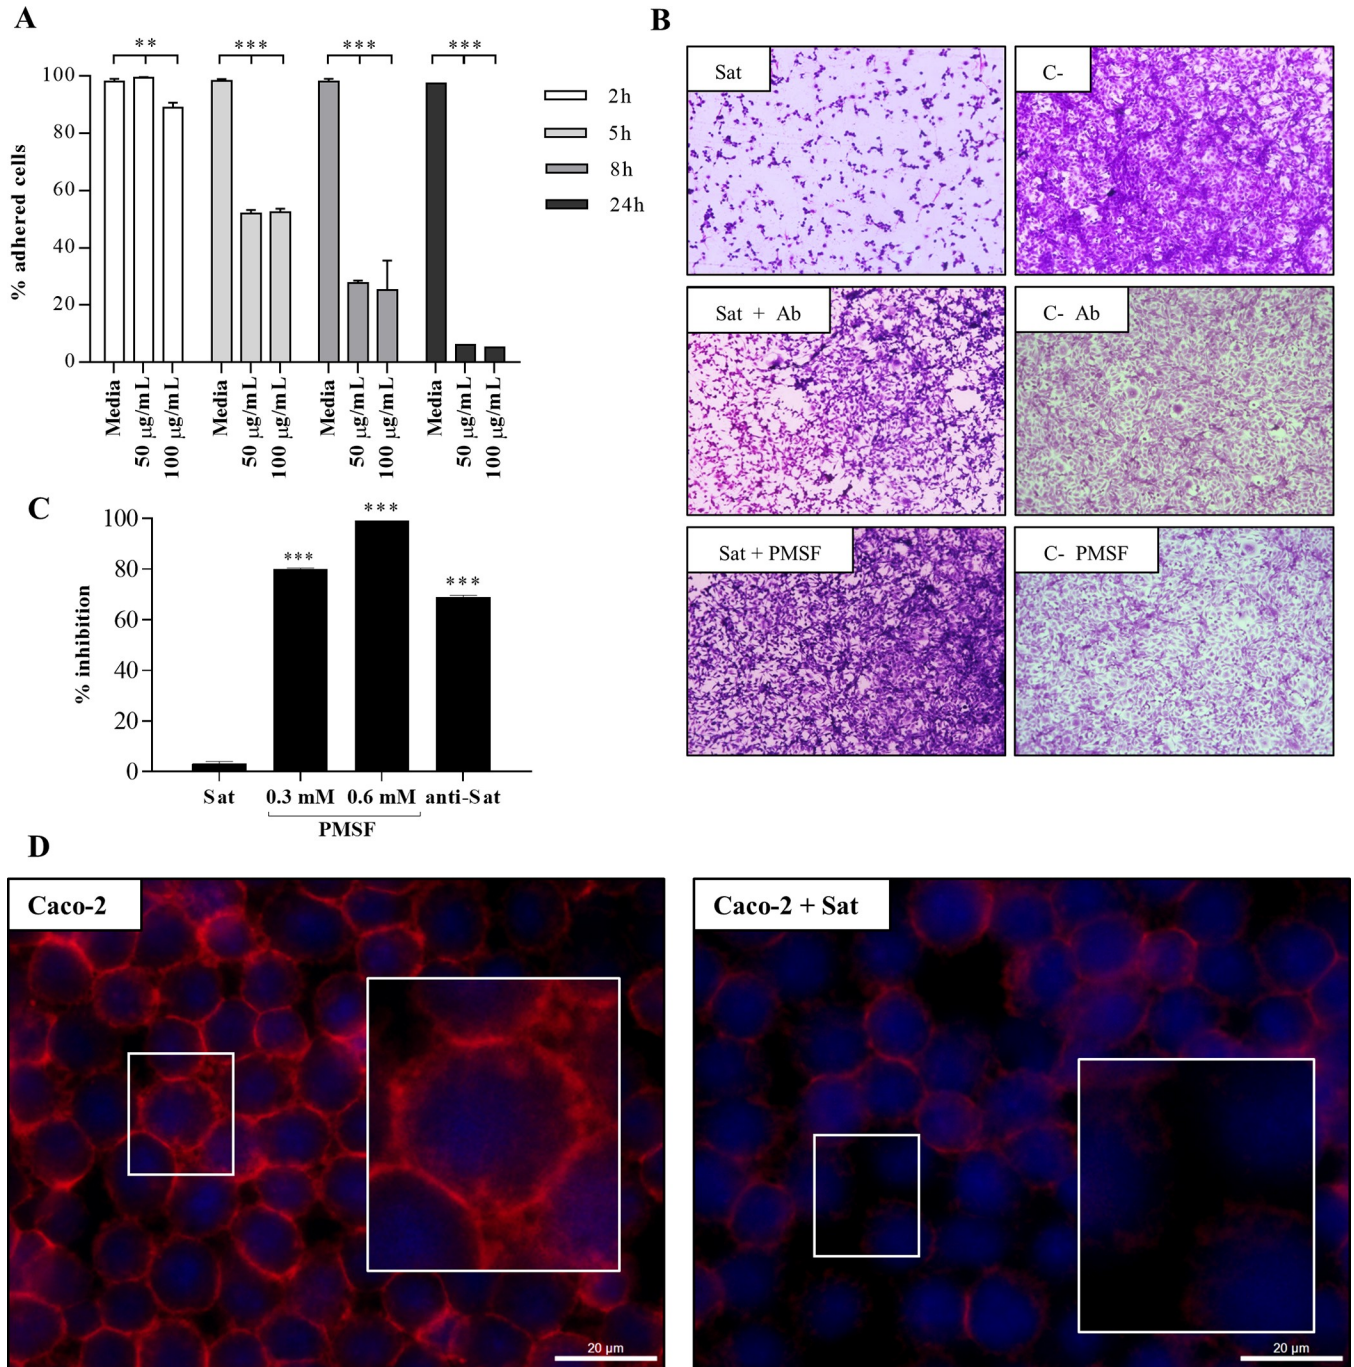 A
** *** *** ***
100
80
60
40
20
0
% adhered cells
Media
50 µg/mL
100 µg/mL
Media
50 µg/mL
100 µg/mL
Media
50 µg/mL
100 µg/mL
Media
50 µg/mL
100 µg/mL
2h
5h
8h
24h
B
Sat
C-
Sat + Ab
C- Ab
Sat + PMSF
C- PMSF
C
100
80
60
40
20
0
% inhibition
***
***
***
Sat 0.3 mM 0.6 mM anti-Sat
PMSF
D
Caco-2
20 µm
Caco-2 + Sat
20 µm